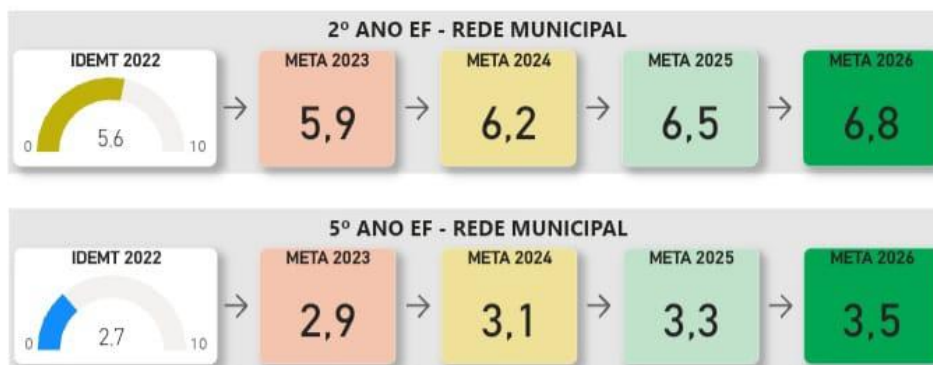 2º ANO EF - REDE MUNICIPAL
IDEMT 2022 META 2023 META 2024 META 2025 META 2026
5,6 5,9 6,2 6,5 6,8
0 10
5º ANO EF - REDE MUNICIPAL
IDEMT 2022 META 2023 META 2024 META 2025 META 2026
2,7 2,9 3,1 3,3 3,5
0 10